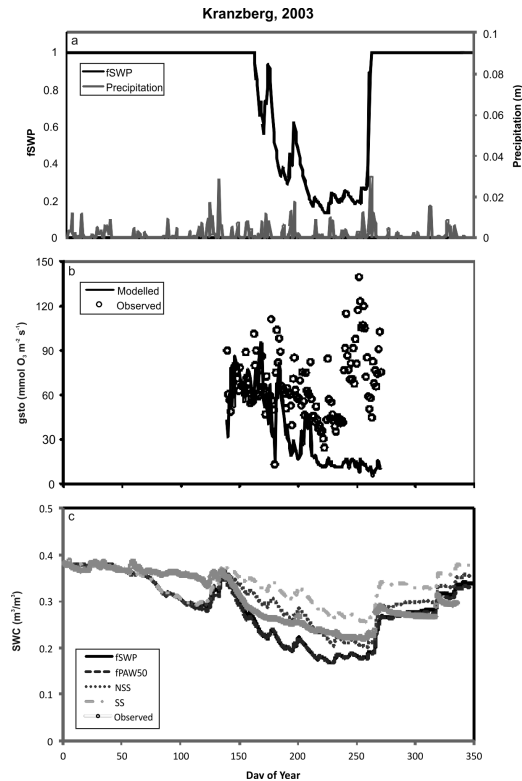 Kranzberg, 2003
a
fSWP
Precipitation
1
0.8
0.6
0.4
0.2
0
fSWP
0.1
0.08
0.06
0.04
0.02
0
Precipitation (m)
b
Modelled
Observed
150
120
90
60
30
0
gsto (mmol O₃ m⁻² s⁻¹)
c
fSWP
fPAW50
NSS
SS
Observed
0.5
0.4
0.3
0.2
0.1
0
SWC (m³/m³)
0 50 100 150 200 250 300 350
Day of Year